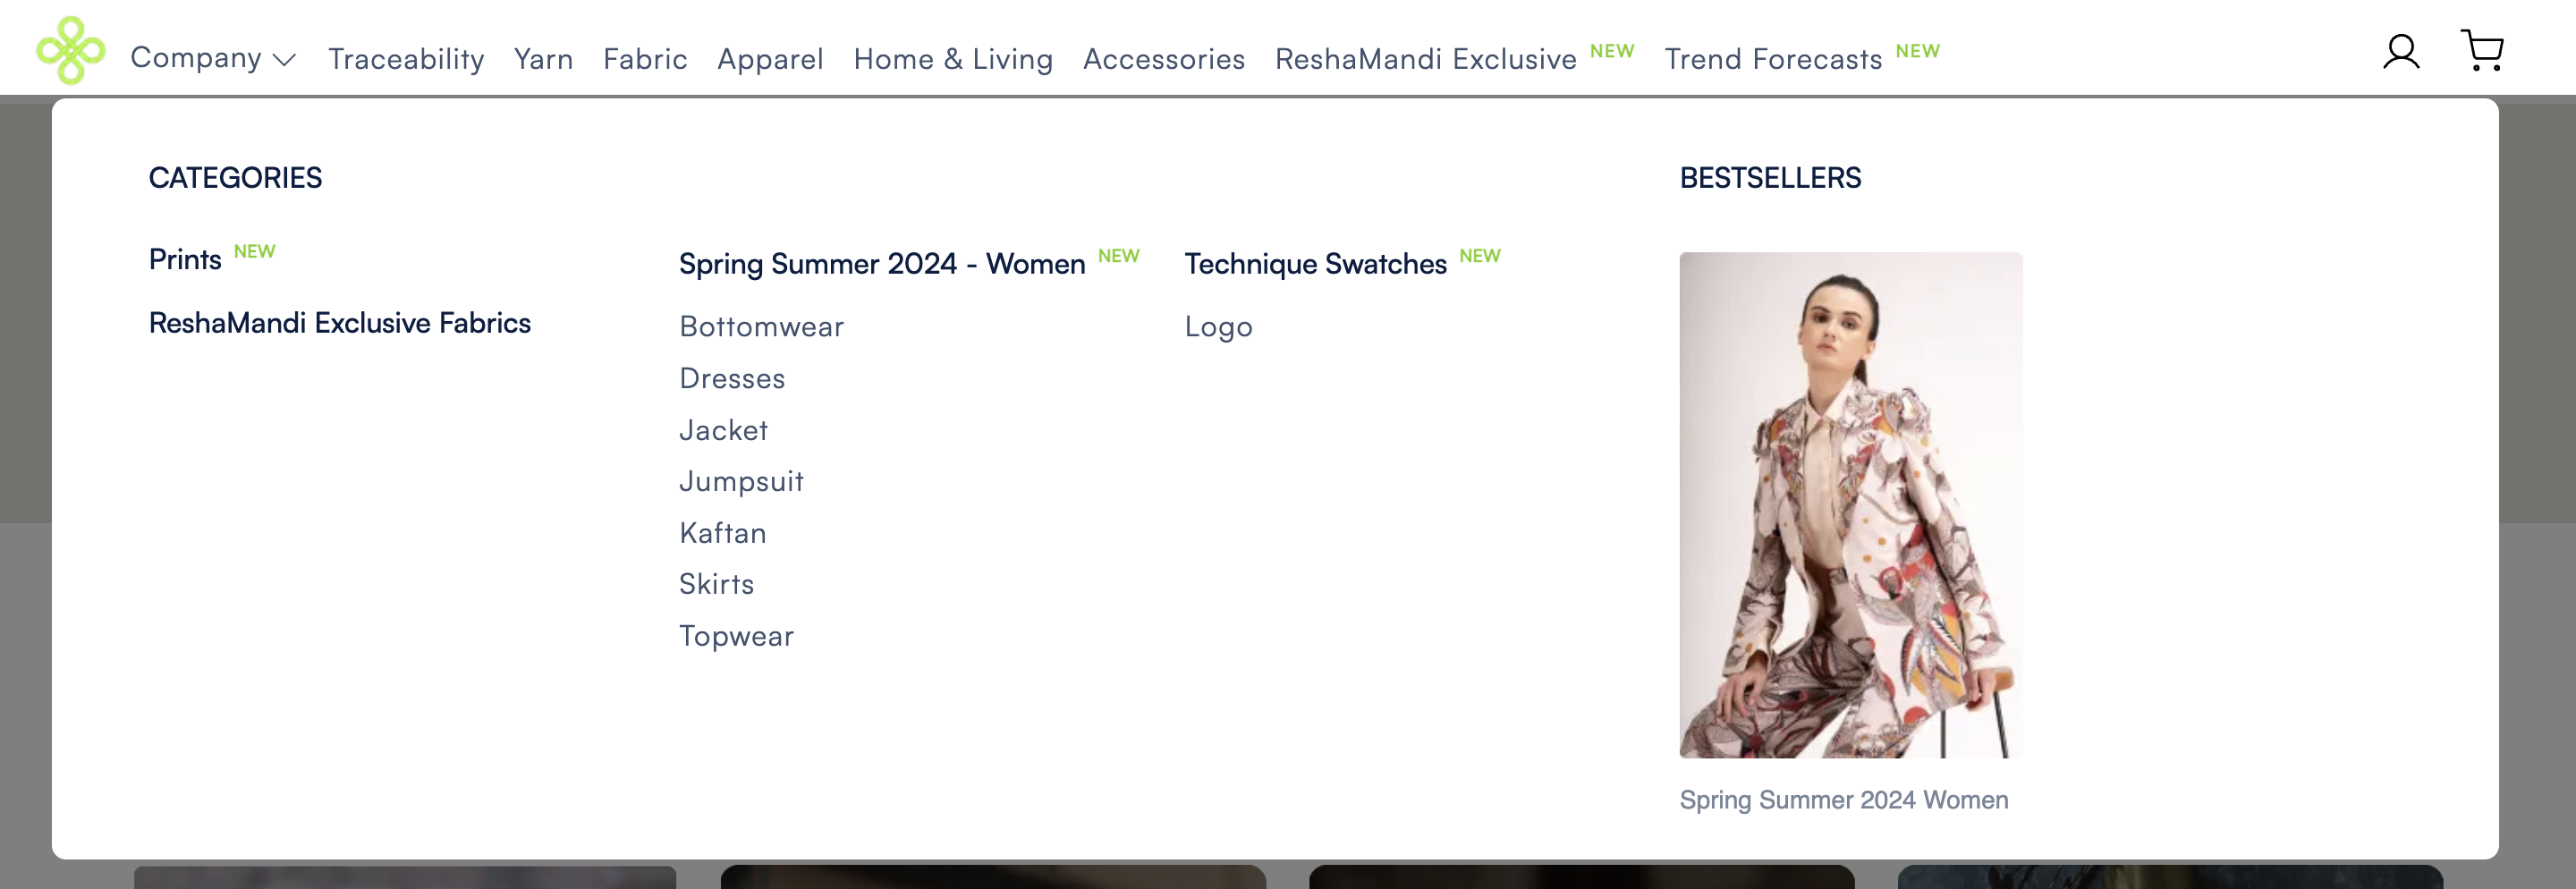 Company Traceability Yarn Fabric Apparel Home & Living Accessories ReshaMandi Exclusive NEW Trend Forecasts NEW
CATEGORIES
Prints NEW
ReshaMandi Exclusive Fabrics
Spring Summer 2024 - Women NEW
Bottomwear
Dresses
Jacket
Jumpsuit
Kaftan
Skirts
Topwear
Technique Swatches NEW
Logo
BESTSELLERS
Spring Summer 2024 Women